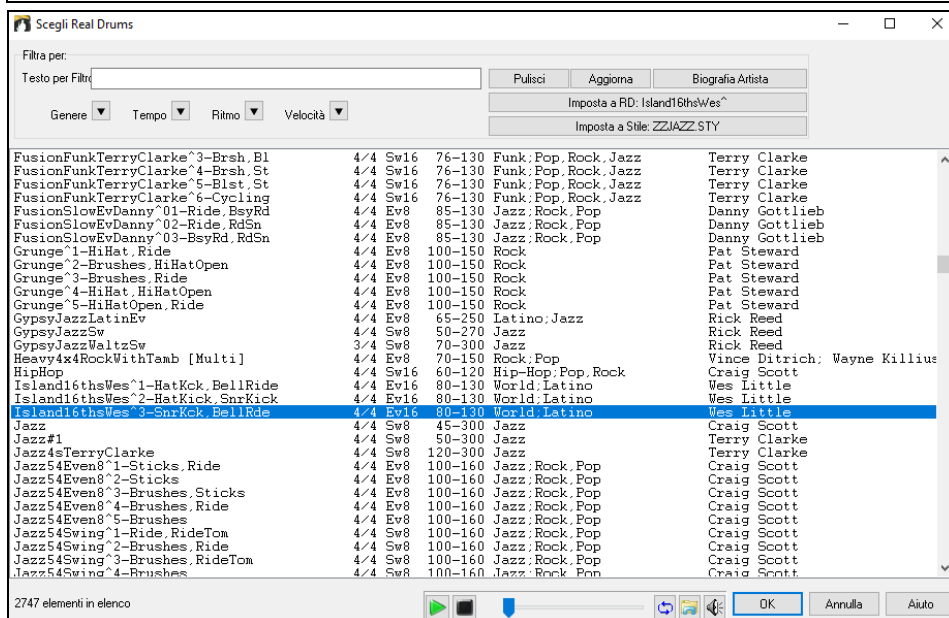 Scegli Real Drums
Filtra per:
Testo per Filtro
Pulisci Aggiorna Biografia Artista
Genere Tempo Ritmo Velocità
Imposta a RD: Island16thsWes^
Imposta a Stile: ZZJAZZ.STY
FusionFunkTerryClarke^3-Brsh,Bl 4/4 Sw16 76-130 Funk;Pop,Rock,Jazz Terry Clarke
FusionFunkTerryClarke^4-Brsh,St 4/4 Sw16 76-130 Funk;Pop,Rock,Jazz Terry Clarke
FusionFunkTerryClarke^5-Blst,St 4/4 Sw16 76-130 Funk;Pop,Rock,Jazz Terry Clarke
FusionFunkTerryClarke^6-Cycling 4/4 Sw16 76-130 Funk;Pop,Rock,Jazz Terry Clarke
FusionSlowEvDanny^01-Ride,BsyRd 4/4 Ev8 85-130 Jazz;Rock,Pop Danny Gottlieb
FusionSlowEvDanny^02-Ride,RdSn 4/4 Ev8 85-130 Jazz;Rock,Pop Danny Gottlieb
FusionSlowEvDanny^03-BsyRd,RdSn 4/4 Ev8 85-130 Jazz;Rock,Pop Danny Gottlieb
Grunge^1-HiHat,Ride 4/4 Ev8 100-150 Rock Pat Steward
Grunge^2-Brushes,HiHatOpen 4/4 Ev8 100-150 Rock Pat Steward
Grunge^3-Brushes,Ride 4/4 Ev8 100-150 Rock Pat Steward
Grunge^4-HiHat,HiHatOpen 4/4 Ev8 100-150 Rock Pat Steward
Grunge^5-HiHatOpen,Ride 4/4 Ev8 100-150 Rock Pat Steward
GypsyJazzLatinEv 4/4 Ev8 65-250 Latino;Jazz Rick Reed
GypsyJazzSw 4/4 Sw8 50-270 Jazz Rick Reed
GypsyJazzWaltzSw 3/4 Sw8 70-300 Jazz Rick Reed
Heavy4x4RockWithTamb [Multi] 4/4 Ev8 70-150 Rock;Pop Vince Ditrich; Wayne Killius
HipHop 4/4 Sw16 60-120 Hip-Hop;Pop,Rock Craig Scott
Island16thsWes^1-HatKck,BellRide 4/4 Ev16 80-130 World;Latino Wes Little
Island16thsWes^2-HatKick,SnrKick 4/4 Ev16 80-130 World;Latino Wes Little
Island16thsWes^3-SnrKck,BellRde 4/4 Ev16 80-130 World;Latino Wes Little
Jazz 4/4 Sw8 45-300 Jazz Craig Scott
Jazz#1 4/4 Sw8 50-300 Jazz Terry Clarke
Jazz4sTerryClarke 4/4 Sw8 120-300 Jazz Terry Clarke
Jazz54Even8^1-Sticks,Ride 4/4 Ev8 100-160 Jazz;Rock,Pop Craig Scott
Jazz54Even8^2-Sticks 4/4 Ev8 100-160 Jazz;Rock,Pop Craig Scott
Jazz54Even8^3-Brushes,Sticks 4/4 Ev8 100-160 Jazz;Rock,Pop Craig Scott
Jazz54Even8^4-Brushes,Ride 4/4 Ev8 100-160 Jazz;Rock,Pop Craig Scott
Jazz54Even8^5-Brushes 4/4 Ev8 100-160 Jazz;Rock,Pop Craig Scott
Jazz54Swing^1-Ride,RideTom 4/4 Sw8 100-160 Jazz;Rock,Pop Craig Scott
Jazz54Swing^2-Brushes,Ride 4/4 Sw8 100-160 Jazz;Rock,Pop Craig Scott
Jazz54Swing^3-Brushes,RideTom 4/4 Sw8 100-160 Jazz;Rock,Pop Craig Scott
Jazz54Swing^4-Brushes 4/4 Sw8 100-160 Jazz;Rock,Pop Craig Scott
2747 elementi in elenco OK Annulla Aiuto